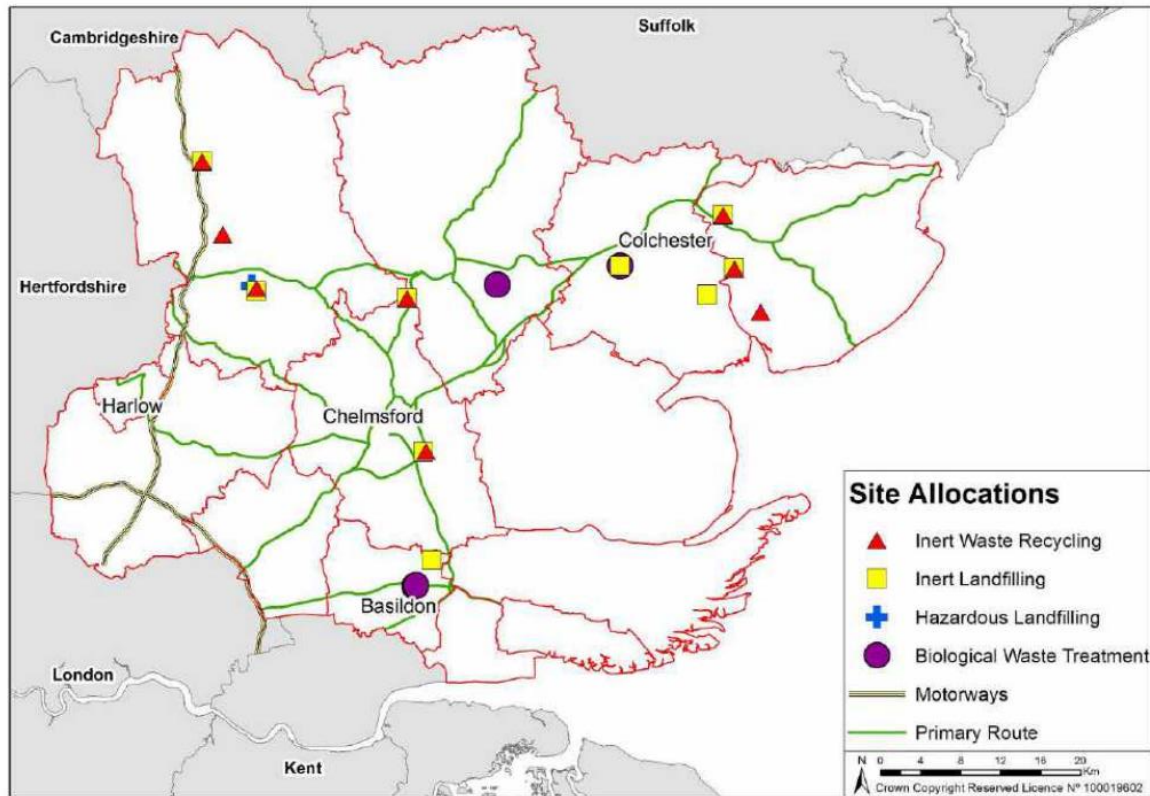 Cambridgeshire
Suffolk
Hertfordshire
Colchester
Harlow
Chelmsford
Basildon
London
Kent
Site Allocations
Inert Waste Recycling
Inert Landfilling
Hazardous Landfilling
Biological Waste Treatment
Motorways
Primary Route
N
0 4 8 12 16 20
Km
Crown Copyright Reserved Licence Nº 100019602